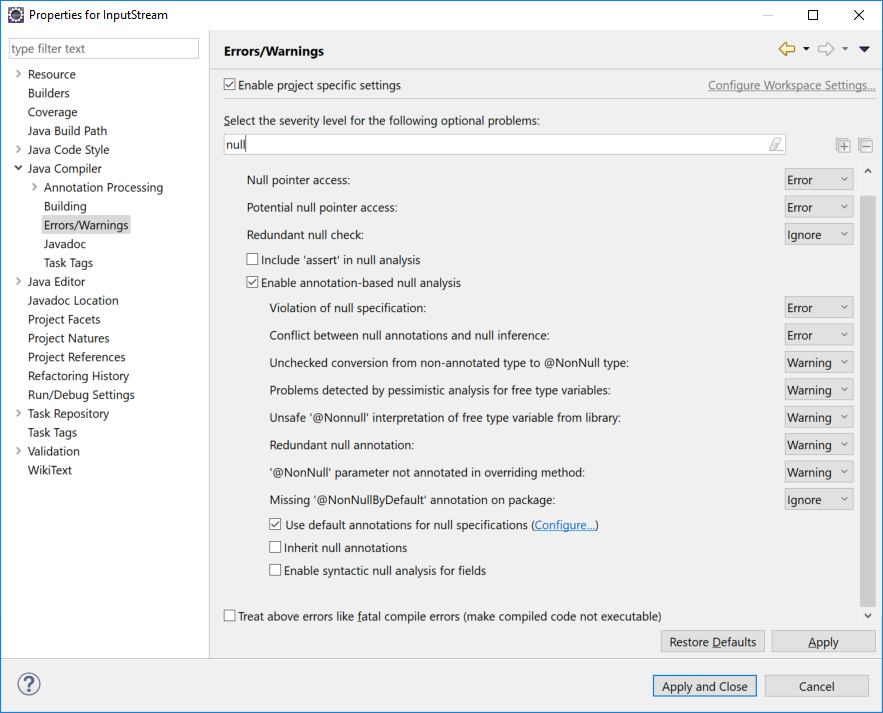 Properties for InputStream
type filter text
Resource
Builders
Coverage
Java Build Path
Java Code Style
Java Compiler
Annotation Processing
Building
Errors/Warnings
Javadoc
Task Tags
Java Editor
Javadoc Location
Project Facets
Project Natures
Project References
Refactoring History
Run/Debug Settings
Task Repository
Task Tags
Validation
WikiText
Errors/Warnings
Enable project specific settings
Configure Workspace Settings...
Select the severity level for the following optional problems:
null
Null pointer access: Error
Potential null pointer access: Error
Redundant null check: Ignore
Include 'assert' in null analysis
Enable annotation-based null analysis
Violation of null specification: Error
Conflict between null annotations and null inference: Error
Unchecked conversion from non-annotated type to @NonNull type: Warning
Problems detected by pessimistic analysis for free type variables: Warning
Unsafe '@Nonnull' interpretation of free type variable from library: Warning
Redundant null annotation: Warning
'@NonNull' parameter not annotated in overriding method: Warning
Missing '@NonNullByDefault' annotation on package: Ignore
Use default annotations for null specifications (Configure...)
Inherit null annotations
Enable syntactic null analysis for fields
Treat above errors like fatal compile errors (make compiled code not executable)
Restore Defaults Apply
? Apply and Close Cancel